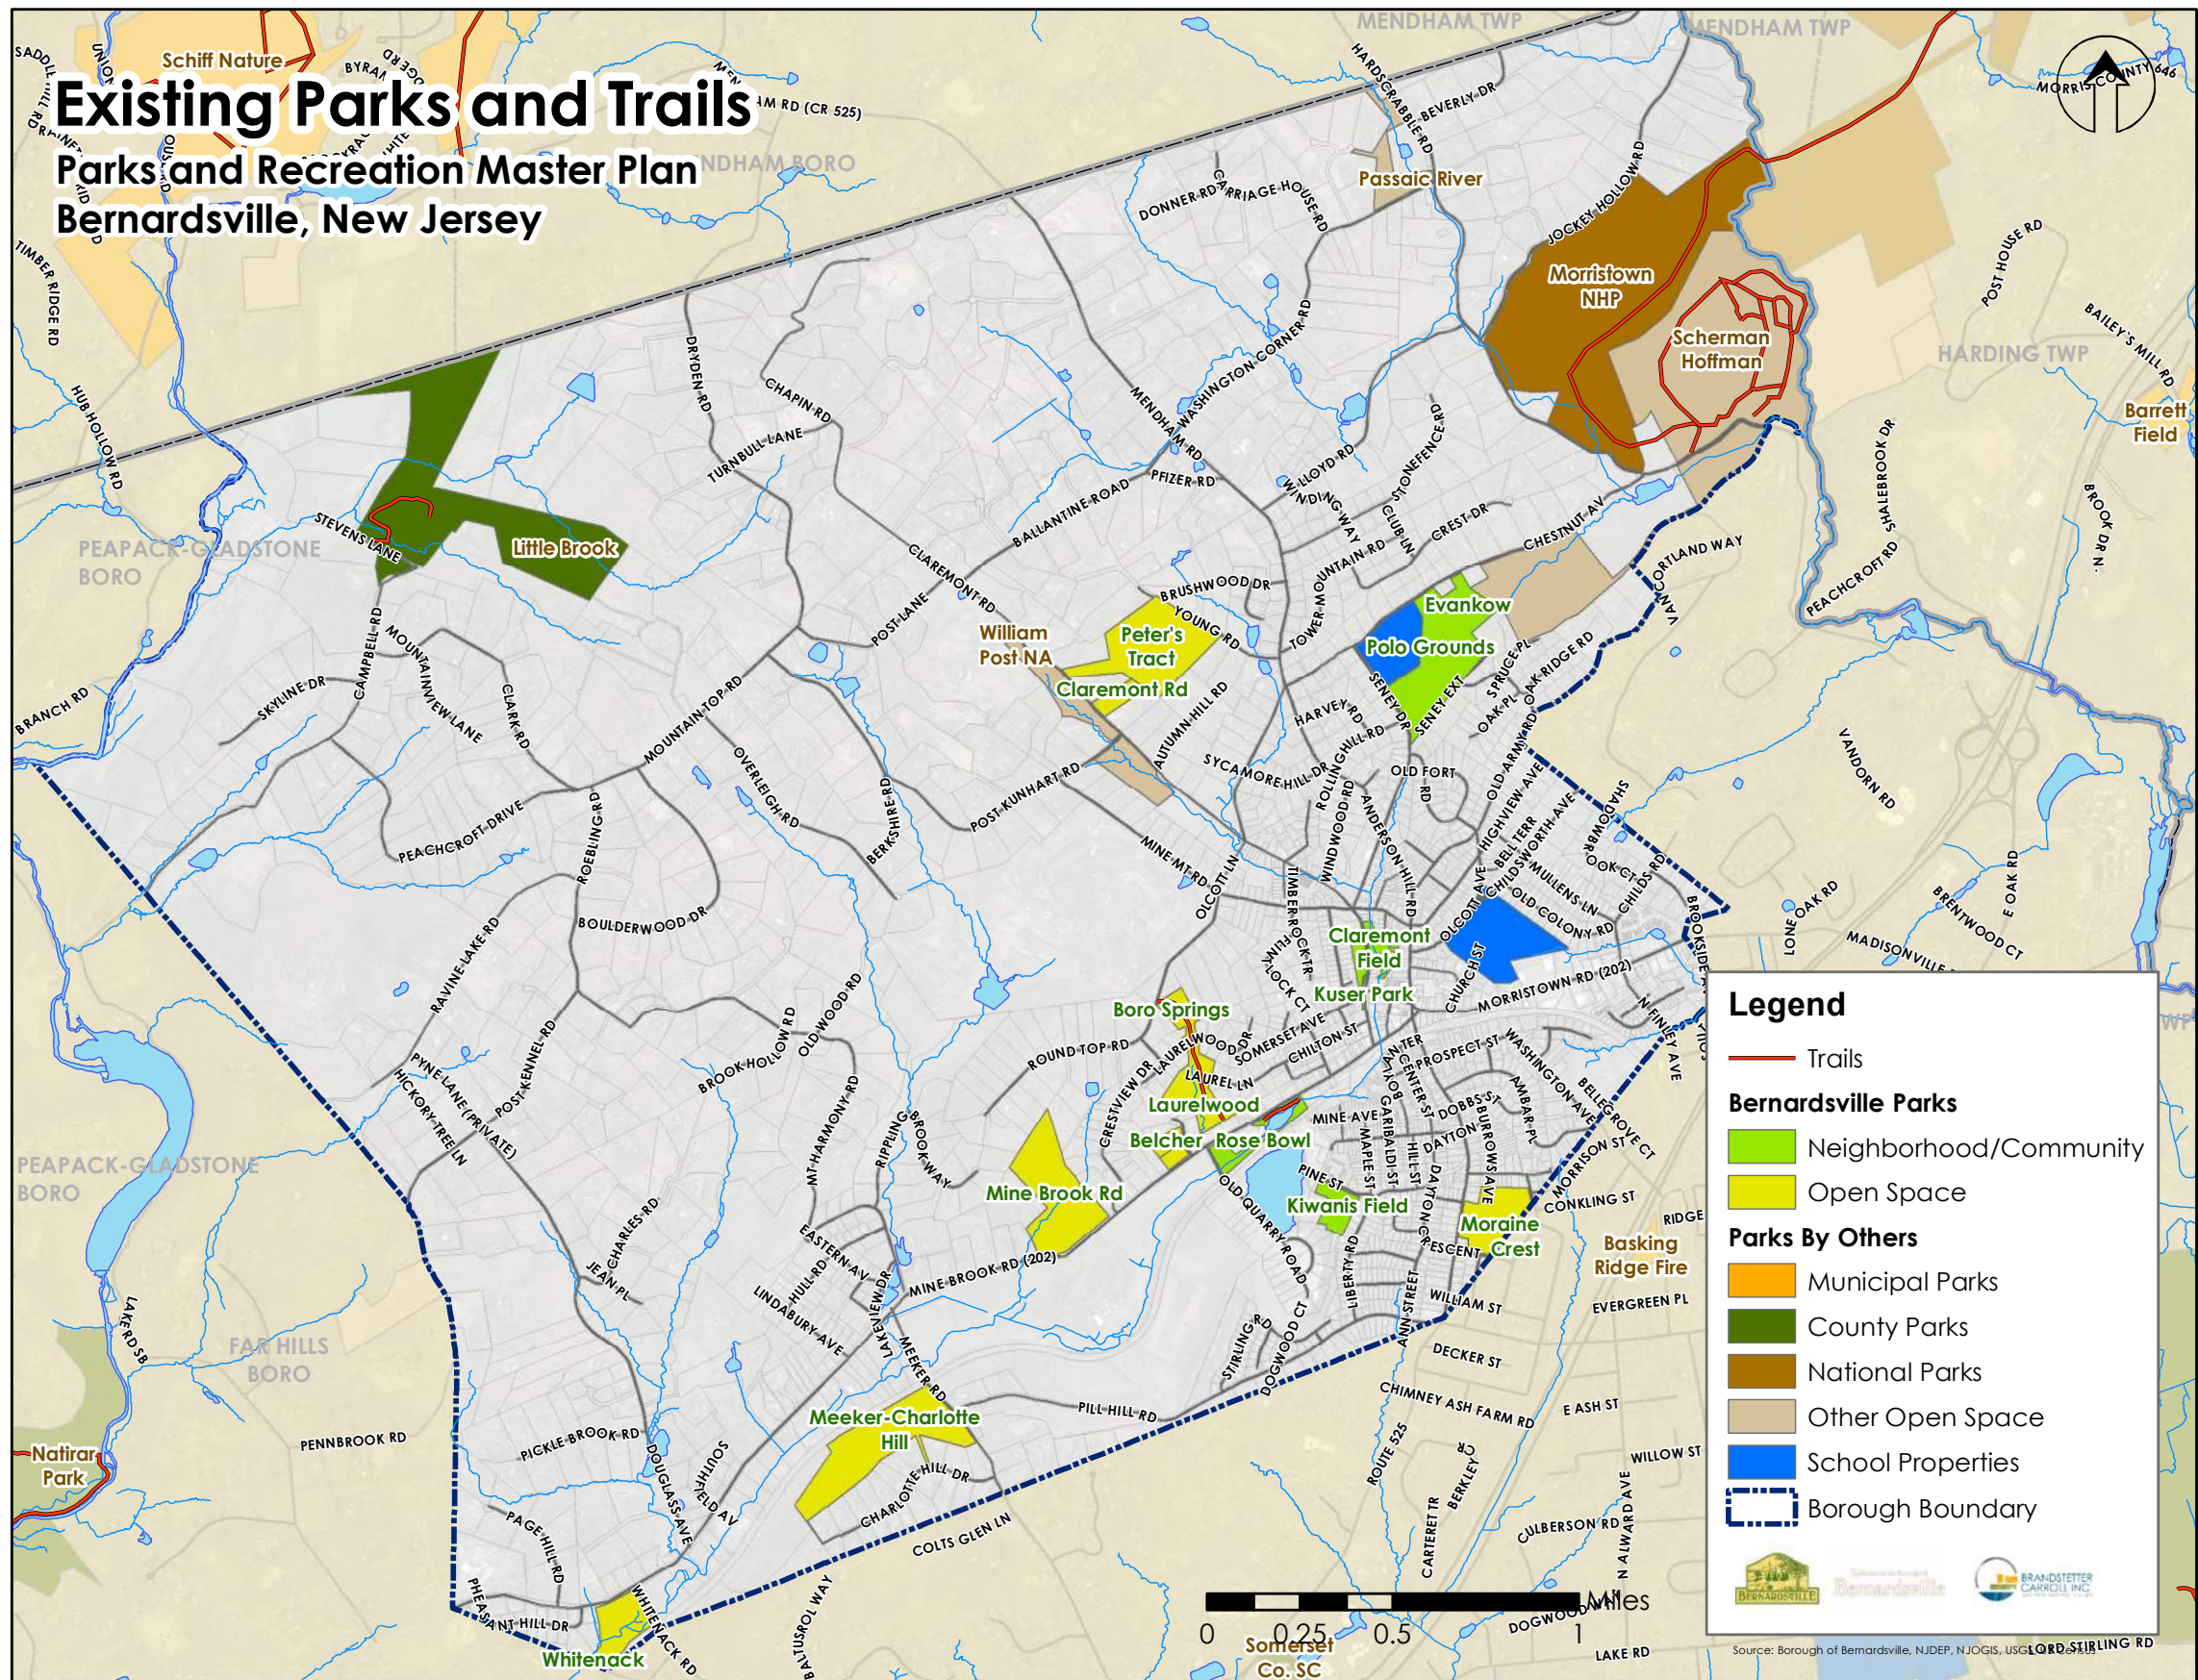 Existing Parks and Trails
Parks and Recreation Master Plan
Bernardsville, New Jersey
Schiff Nature
MENDHAM TWP
MENDHAM TWP
MORRIS COUNTY 646
HARDSCRABBLE RD
BEVERLY DR
Passaic River
DONNER RD
CARRIAGE HOUSE RD
JOCKEY HOLLOW RD
Morristown
NHP
Scherman
Hoffman
POST HOUSE RD
BAILEY'S MILL RD
HARDING TWP
Barrett
Field
TIMBER RIDGE RD
HUB HOLLOW RD
DRYDEN RD
CHAPIN RD
TURNBULL LANE
MENDHAM RD
WASHINGTON CORNER RD
PFIZER RD
LLOYD RD
WINDING WAY
STONEFENCE RD
CLUB LN
CREST DR
CHESTNUT AV
BALLANTINE ROAD
CLAREMONT RD
PEAPACK-GLADSTONE
BORO
STEVENS LANE
Little Brook
SHALEBROOK DR
BROOK DR N.
PEACHCROFT RD
CORTLAND WAY
BRUSHWOOD DR
YOUNG RD
TOWER MOUNTAIN RD
Evankow
Polo Grounds
Peter's
Tract
William
Post NA
Claremont Rd
POST LANE
CAMPBELL RD
MOUNTAINVIEW LANE
SKYLINE DR
CLARK RD
BRANCH RD
MOUNTAIN TOP RD
OVERLEIGH RD
AUTUMN HILL RD
SENEY DR
SENEY EXT
SPRUCE PL
OAK PL
OAK RIDGE RD
OLD ARMY RD
HARVEY RD
ROLLING HILL RD
SYCAMORE HILL DR
OLD FORT
RD
WINDWOOD RD
ANDERSON HILL RD
HIGHVIEW AVE
BELL TERR
CHILDSWORTH AVE
MULLENS LN
OLD COLONY RD
CHILDS RD
VANDORN RD
POST KUNHART RD
BERKSHIRE RD
MINE MT RD
OLCOTT LN
TIMBER ROCK TR
OLCOTT AVE
PEACHCROFT DRIVE
ROEBLING RD
BOULDERWOOD DR
RAVINE LAKE RD
Claremont
Field
Kuser Park
CHURCH ST
MORRISTOWN RD (202)
LONE OAK RD
E OAK RD
BRENTWOOD CT
N FINLEY AVE
Boro Springs
ROUND TOP RD
LAURELWOOD DR
SOMERSET AVE
CHILTON ST
LAUREL LN
CRESTVIEW DR
Laurelwood
Belcher
Rose Bowl
PROSPECT ST
WASHINGTON AVE
CENTER ST
DOBBS ST
AMBAR PL
BELLEGROVE CT
MORRISON ST
MINE AVE
MAPLE ST
GARIBALDI ST
HILL ST
BURROWS AVE
PINE ST
Kiwanis Field
Moraine
Crest
CONKLING ST
OLD QUARRY ROAD
LIBERTY RD
ANN STREET
WILLIAM ST
Basking
Ridge Fire
EVERGREEN PL
BROOK HOLLOW RD
OLD WOOD RD
MT HARMONY RD
RIPPLING BROOK WAY
Mine Brook Rd
MINE BROOK RD (202)
POST KENNEL RD
PYNE LANE (PRIVATE)
HICKORY TREE LN
PEAPACK-GLADSTONE
BORO
CHARLES RD
JEAN PL
EASTERN AV
HULL RD
LINDABURY AVE
LAKEVIEW DR
MEEKER RD
LAKE RD SB
FAR HILLS
BORO
STIRLING RD
DOGWOOD CT
DECKER ST
CHIMNEY ASH FARM RD
E ASH ST
WILLOW ST
ROUTE 525
PILL HILL RD
Meeker-Charlotte
Hill
CHARLOTTE HILL DR
COLTS GLEN LN
PENNBROOK RD
PICKLE BROOK RD
DOUGLASS AVE
SOUTHFIELD AV
Natirar
Park
PAGE HILL RD
PHEASANT HILL DR
WHITENACK RD
Whitenack
BALTUSROL WAY
CARTERET TR
CULBERSON RD
N ALWARD AVE
LAKE RD
LORD STIRLING RD
Somerset
Co. SC
0 0.25 0.5 1
Miles
Legend
Trails
Bernardsville Parks
Neighborhood/Community
Open Space
Parks By Others
Municipal Parks
County Parks
National Parks
Other Open Space
School Properties
Borough Boundary
BERNARDSVILLE
Bernardsville
BRANDSTETTER
CARROLL INC